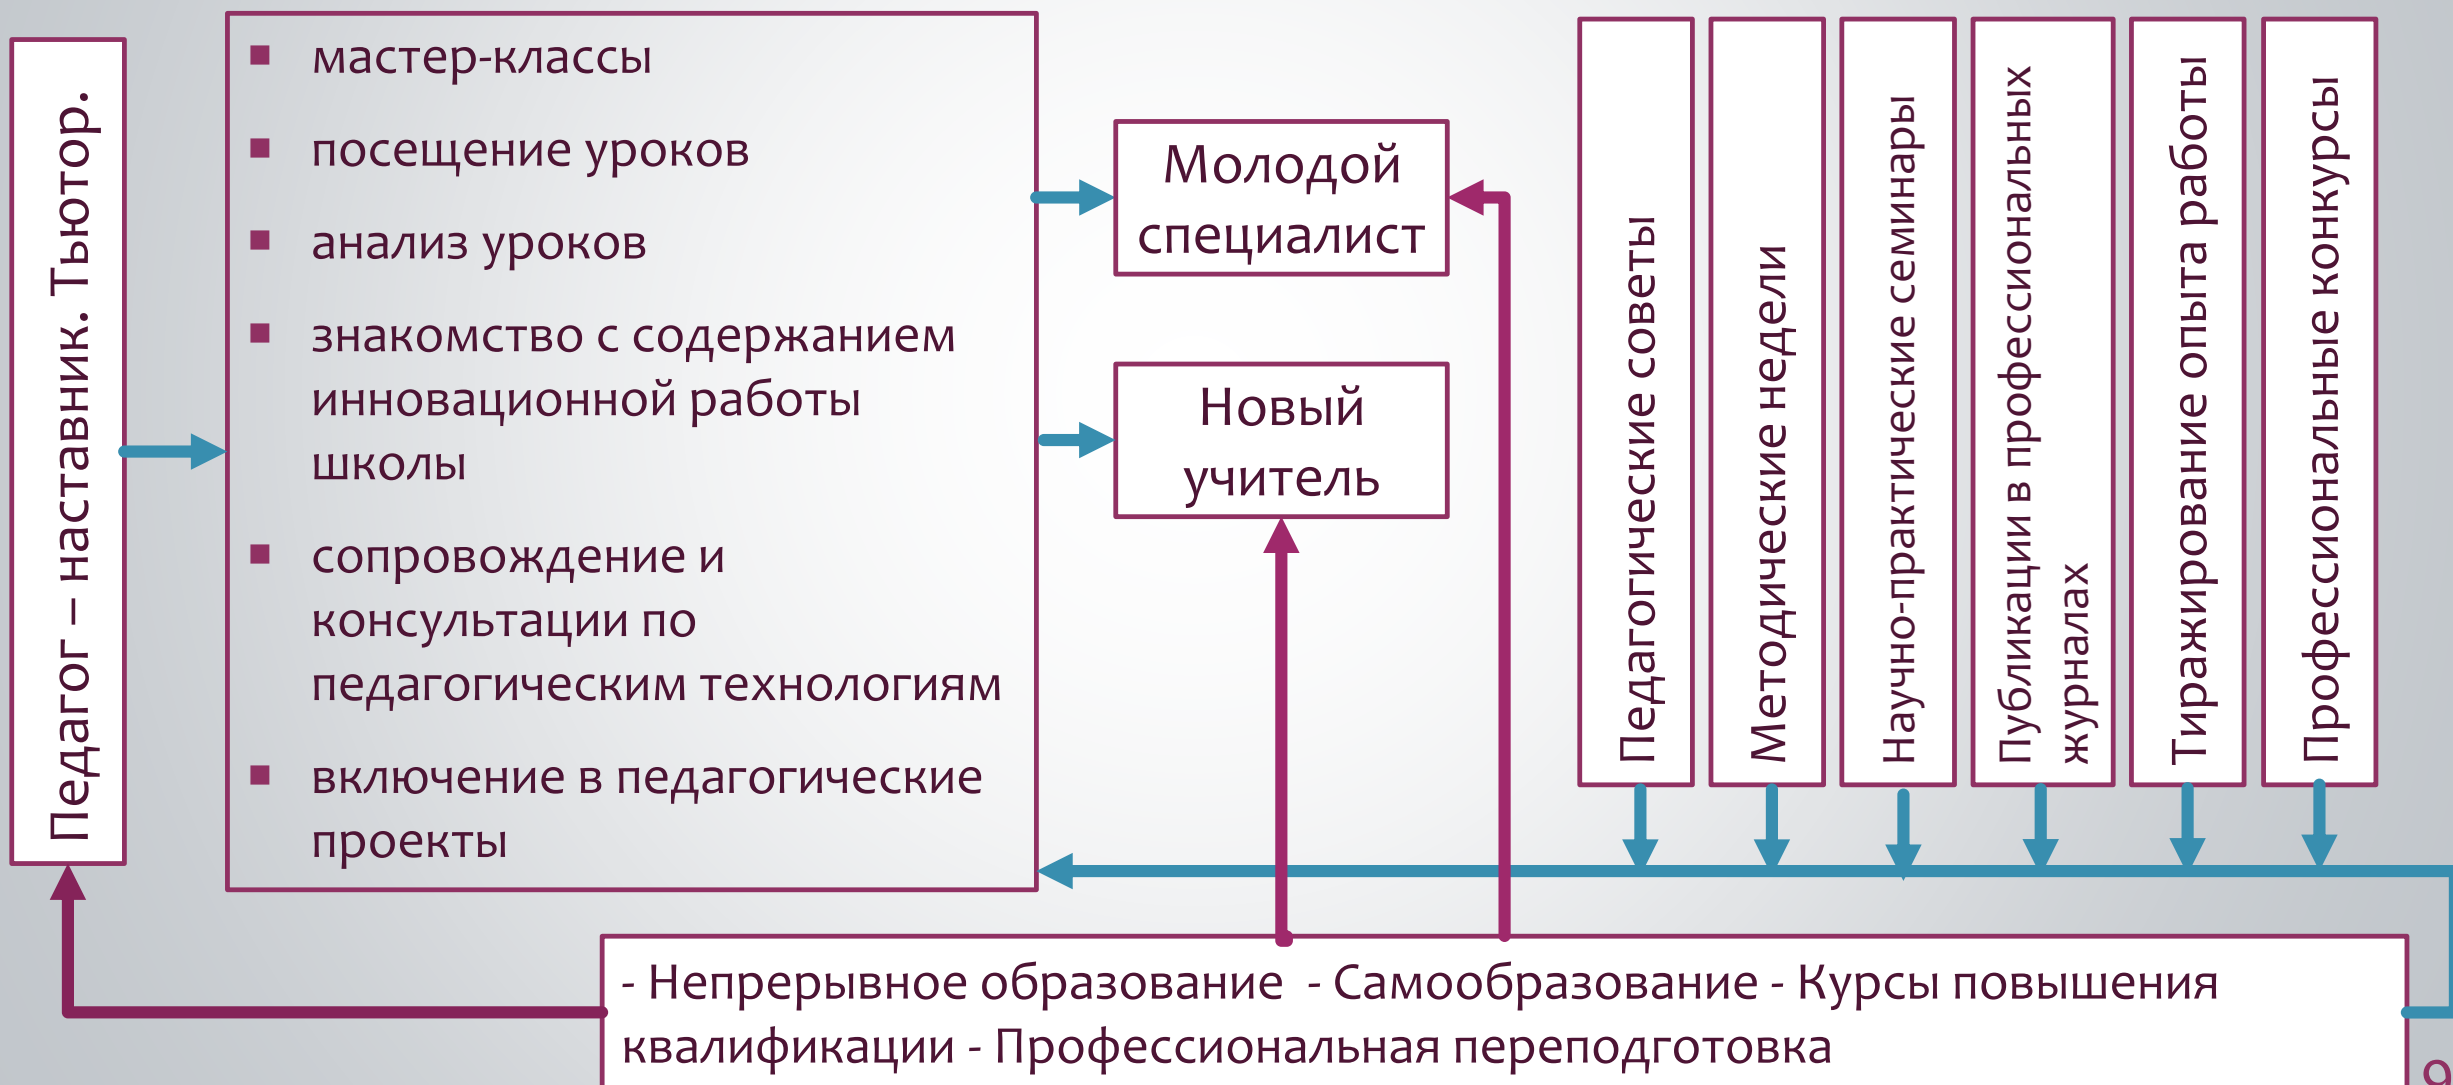 Педагог – наставник. Тьютор.
▪ мастер-классы
▪ посещение уроков
▪ анализ уроков
▪ знакомство с содержанием
инновационной работы
школы
▪ сопровождение и
консультации по
педагогическим технологиям
▪ включение в педагогические
проекты
Молодой
специалист
Новый
учитель
Педагогические советы
Методические недели
Научно-практические семинары
Публикации в профессиональных
журналах
Тиражирование опыта работы
Профессиональные конкурсы
- Непрерывное образование - Самообразование - Курсы повышения
квалификации - Профессиональная переподготовка
9